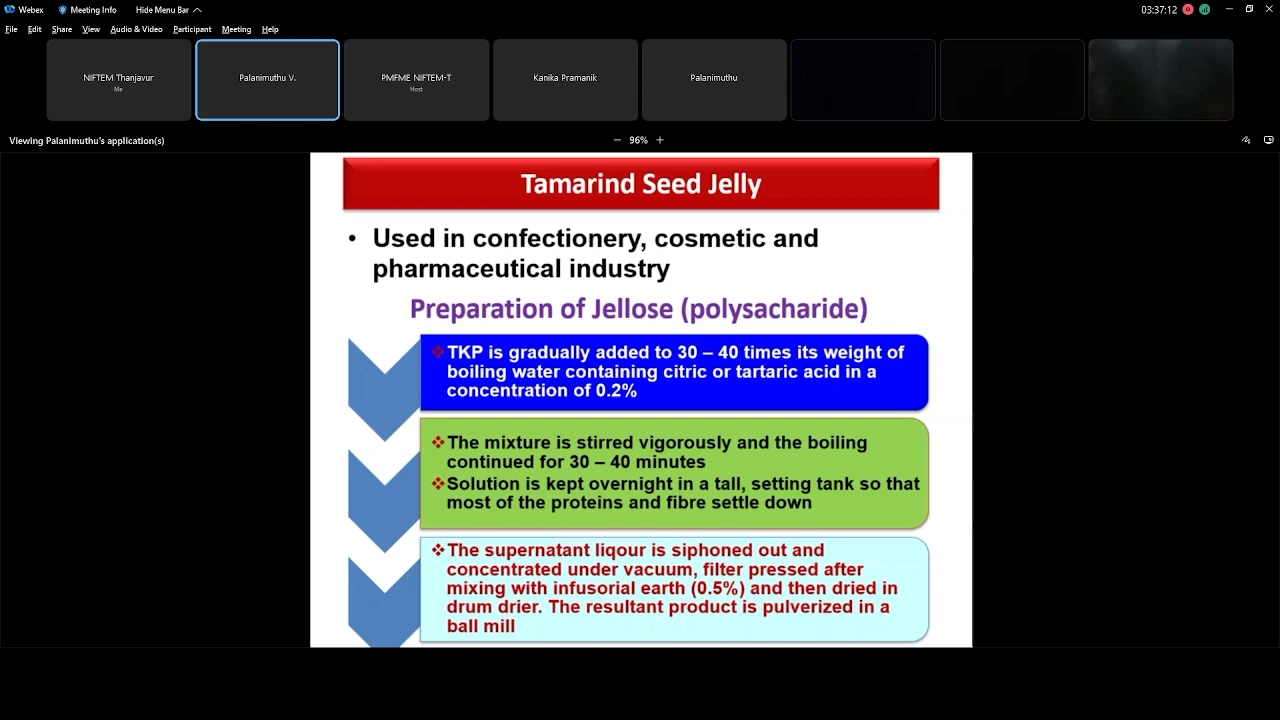 Webex Meeting Info Hide Menu Bar 03:37:12
File Edit Share View Audio & Video Participant Meeting Help
NIFTEM Thanjavur
Me
Palanimuthu V.
PMFME NIFTEM-T
Host
Kanika Pramanik
Palanimuthu
Viewing Palanimuthu's application(s) − 96% +
Tamarind Seed Jelly
• Used in confectionery, cosmetic and
pharmaceutical industry
Preparation of Jellose (polysacharide)
❖TKP is gradually added to 30 – 40 times its weight of
boiling water containing citric or tartaric acid in a
concentration of 0.2%
❖The mixture is stirred vigorously and the boiling
continued for 30 – 40 minutes
❖Solution is kept overnight in a tall, setting tank so that
most of the proteins and fibre settle down
❖The supernatant liqour is siphoned out and
concentrated under vacuum, filter pressed after
mixing with infusorial earth (0.5%) and then dried in
drum drier. The resultant product is pulverized in a
ball mill